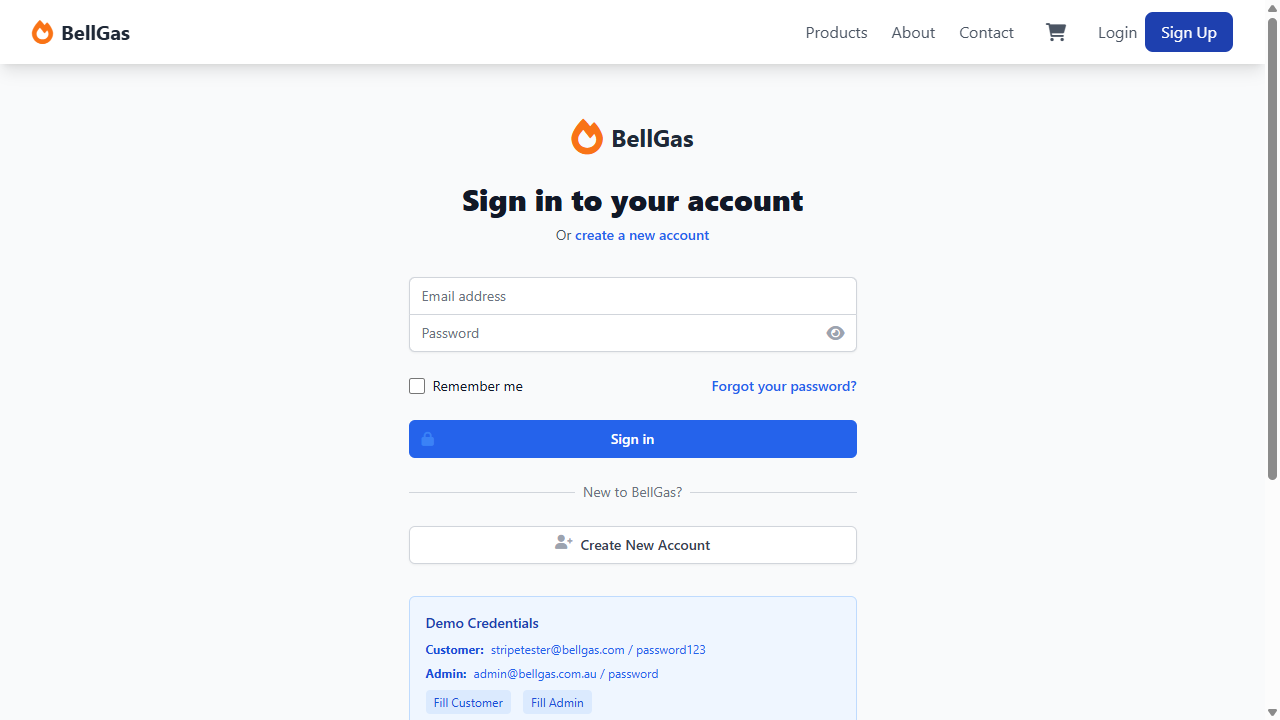 BellGas
Products About Contact Login Sign Up
BellGas
Sign in to your account
Or create a new account
Email address
Password
Remember me Forgot your password?
Sign in
New to BellGas?
Create New Account
Demo Credentials
Customer: stripetester@bellgas.com / password123
Admin: admin@bellgas.com.au / password
Fill Customer Fill Admin